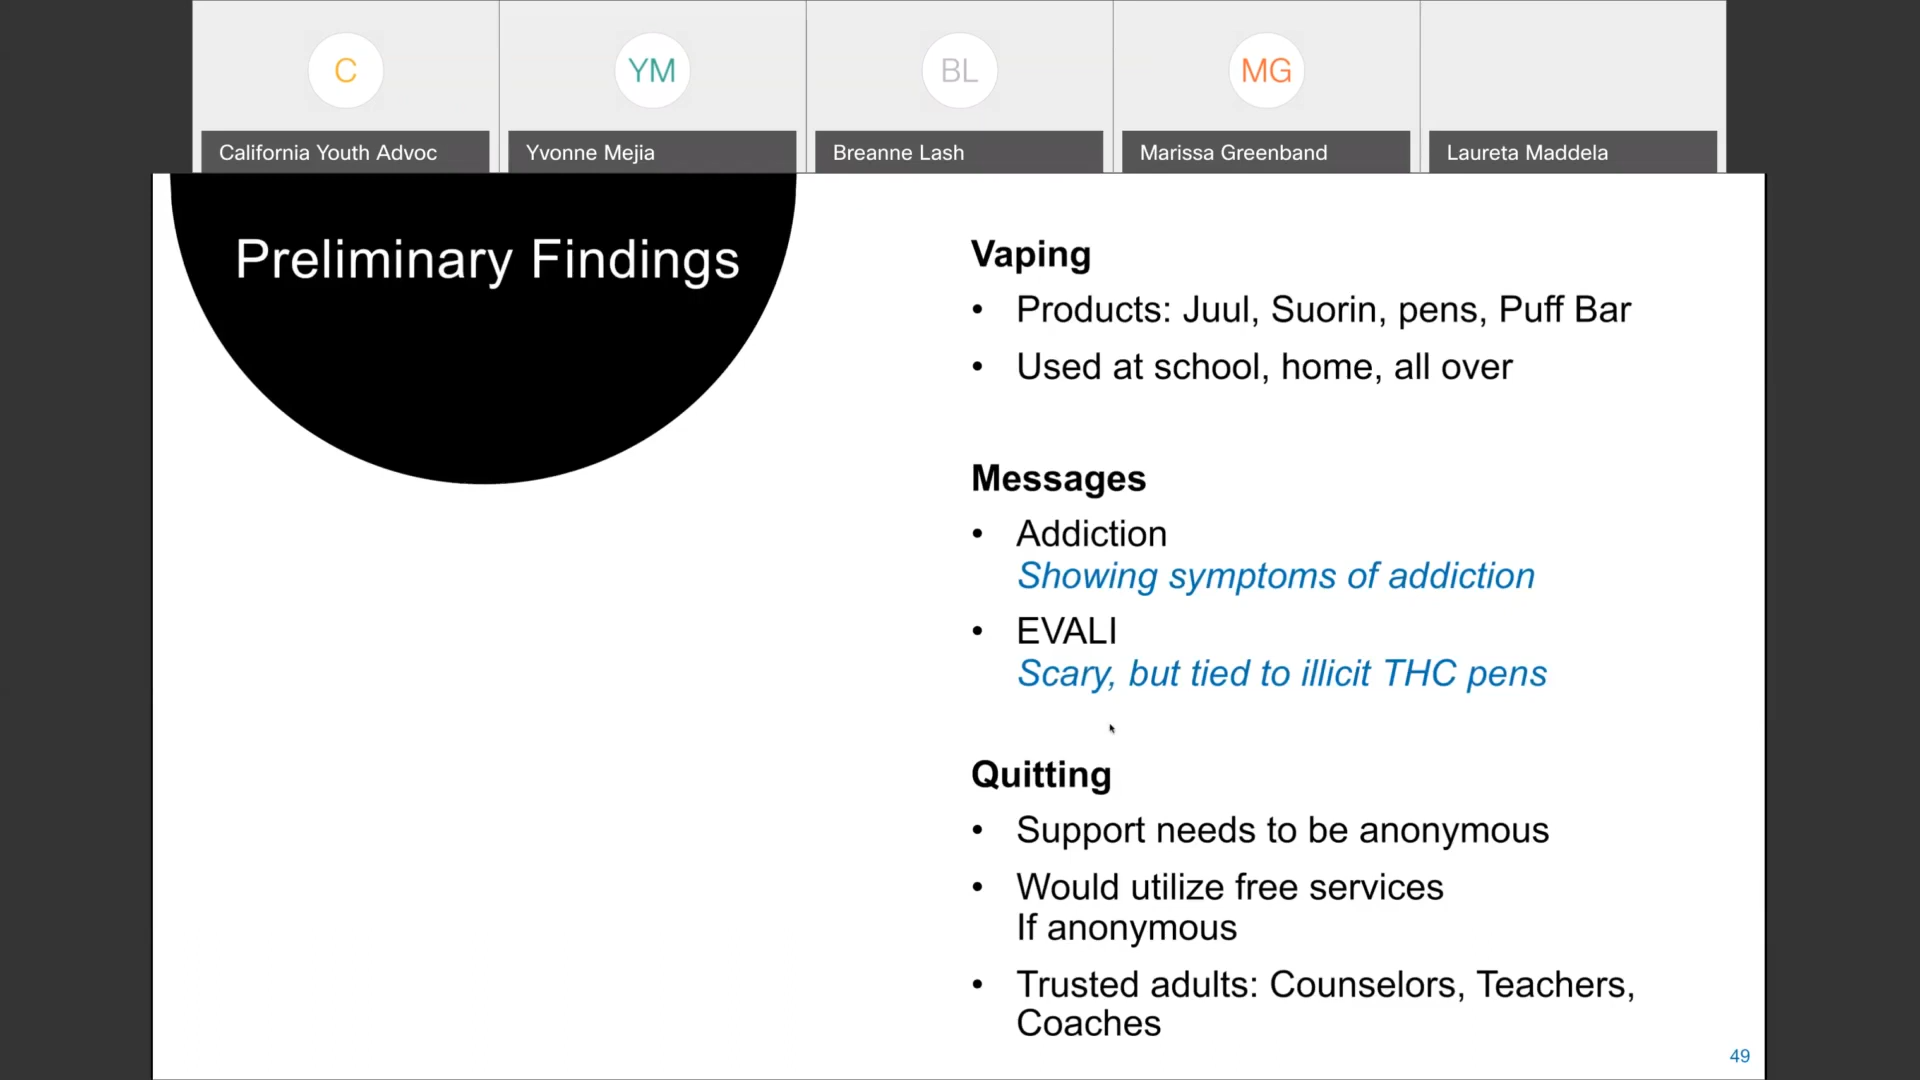 C
YM
BL
MG
California Youth Advoc
Yvonne Mejia
Breanne Lash
Marissa Greenband
Laureta Maddela
Preliminary Findings
Vaping
• Products: Juul, Suorin, pens, Puff Bar
• Used at school, home, all over
Messages
• Addiction
Showing symptoms of addiction
• EVALI
Scary, but tied to illicit THC pens
Quitting
• Support needs to be anonymous
• Would utilize free services
If anonymous
• Trusted adults: Counselors, Teachers,
Coaches
49